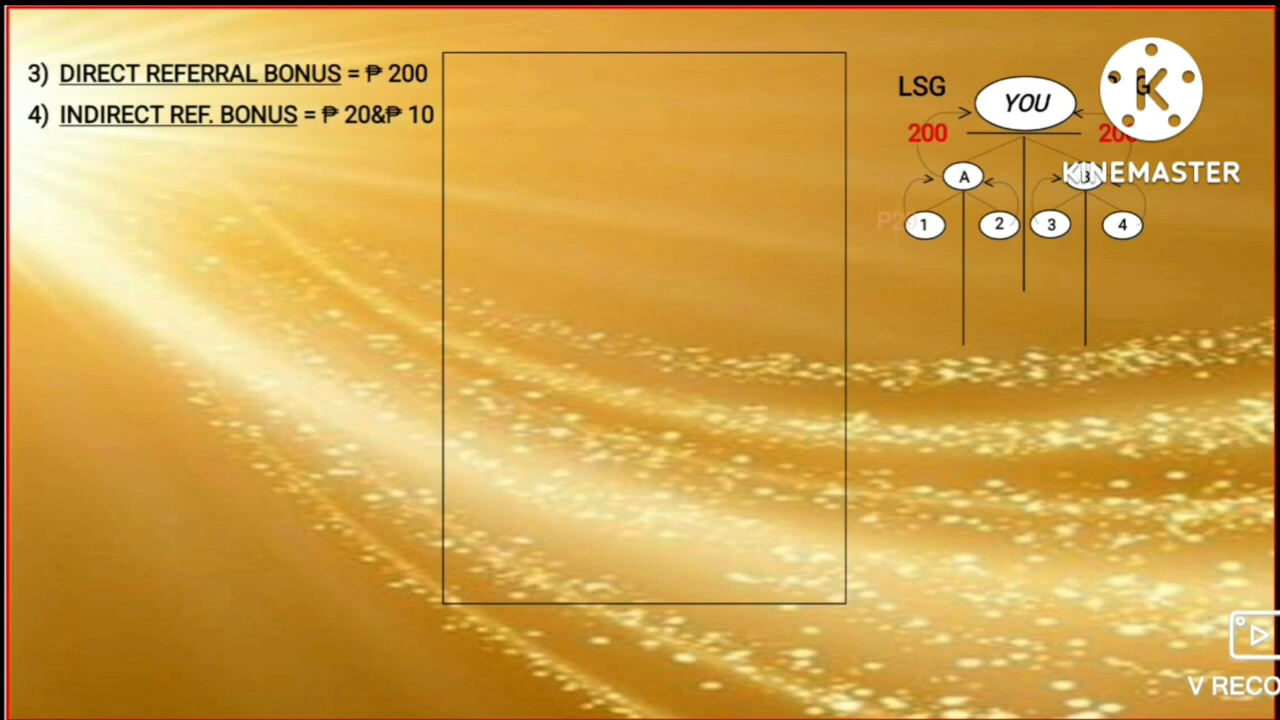 3) DIRECT REFERRAL BONUS = ₱ 200
4) INDIRECT REF. BONUS = ₱ 20&₱ 10
LSG
YOU
G
200
A
KINEMASTER
1
2
3
4
V RECO